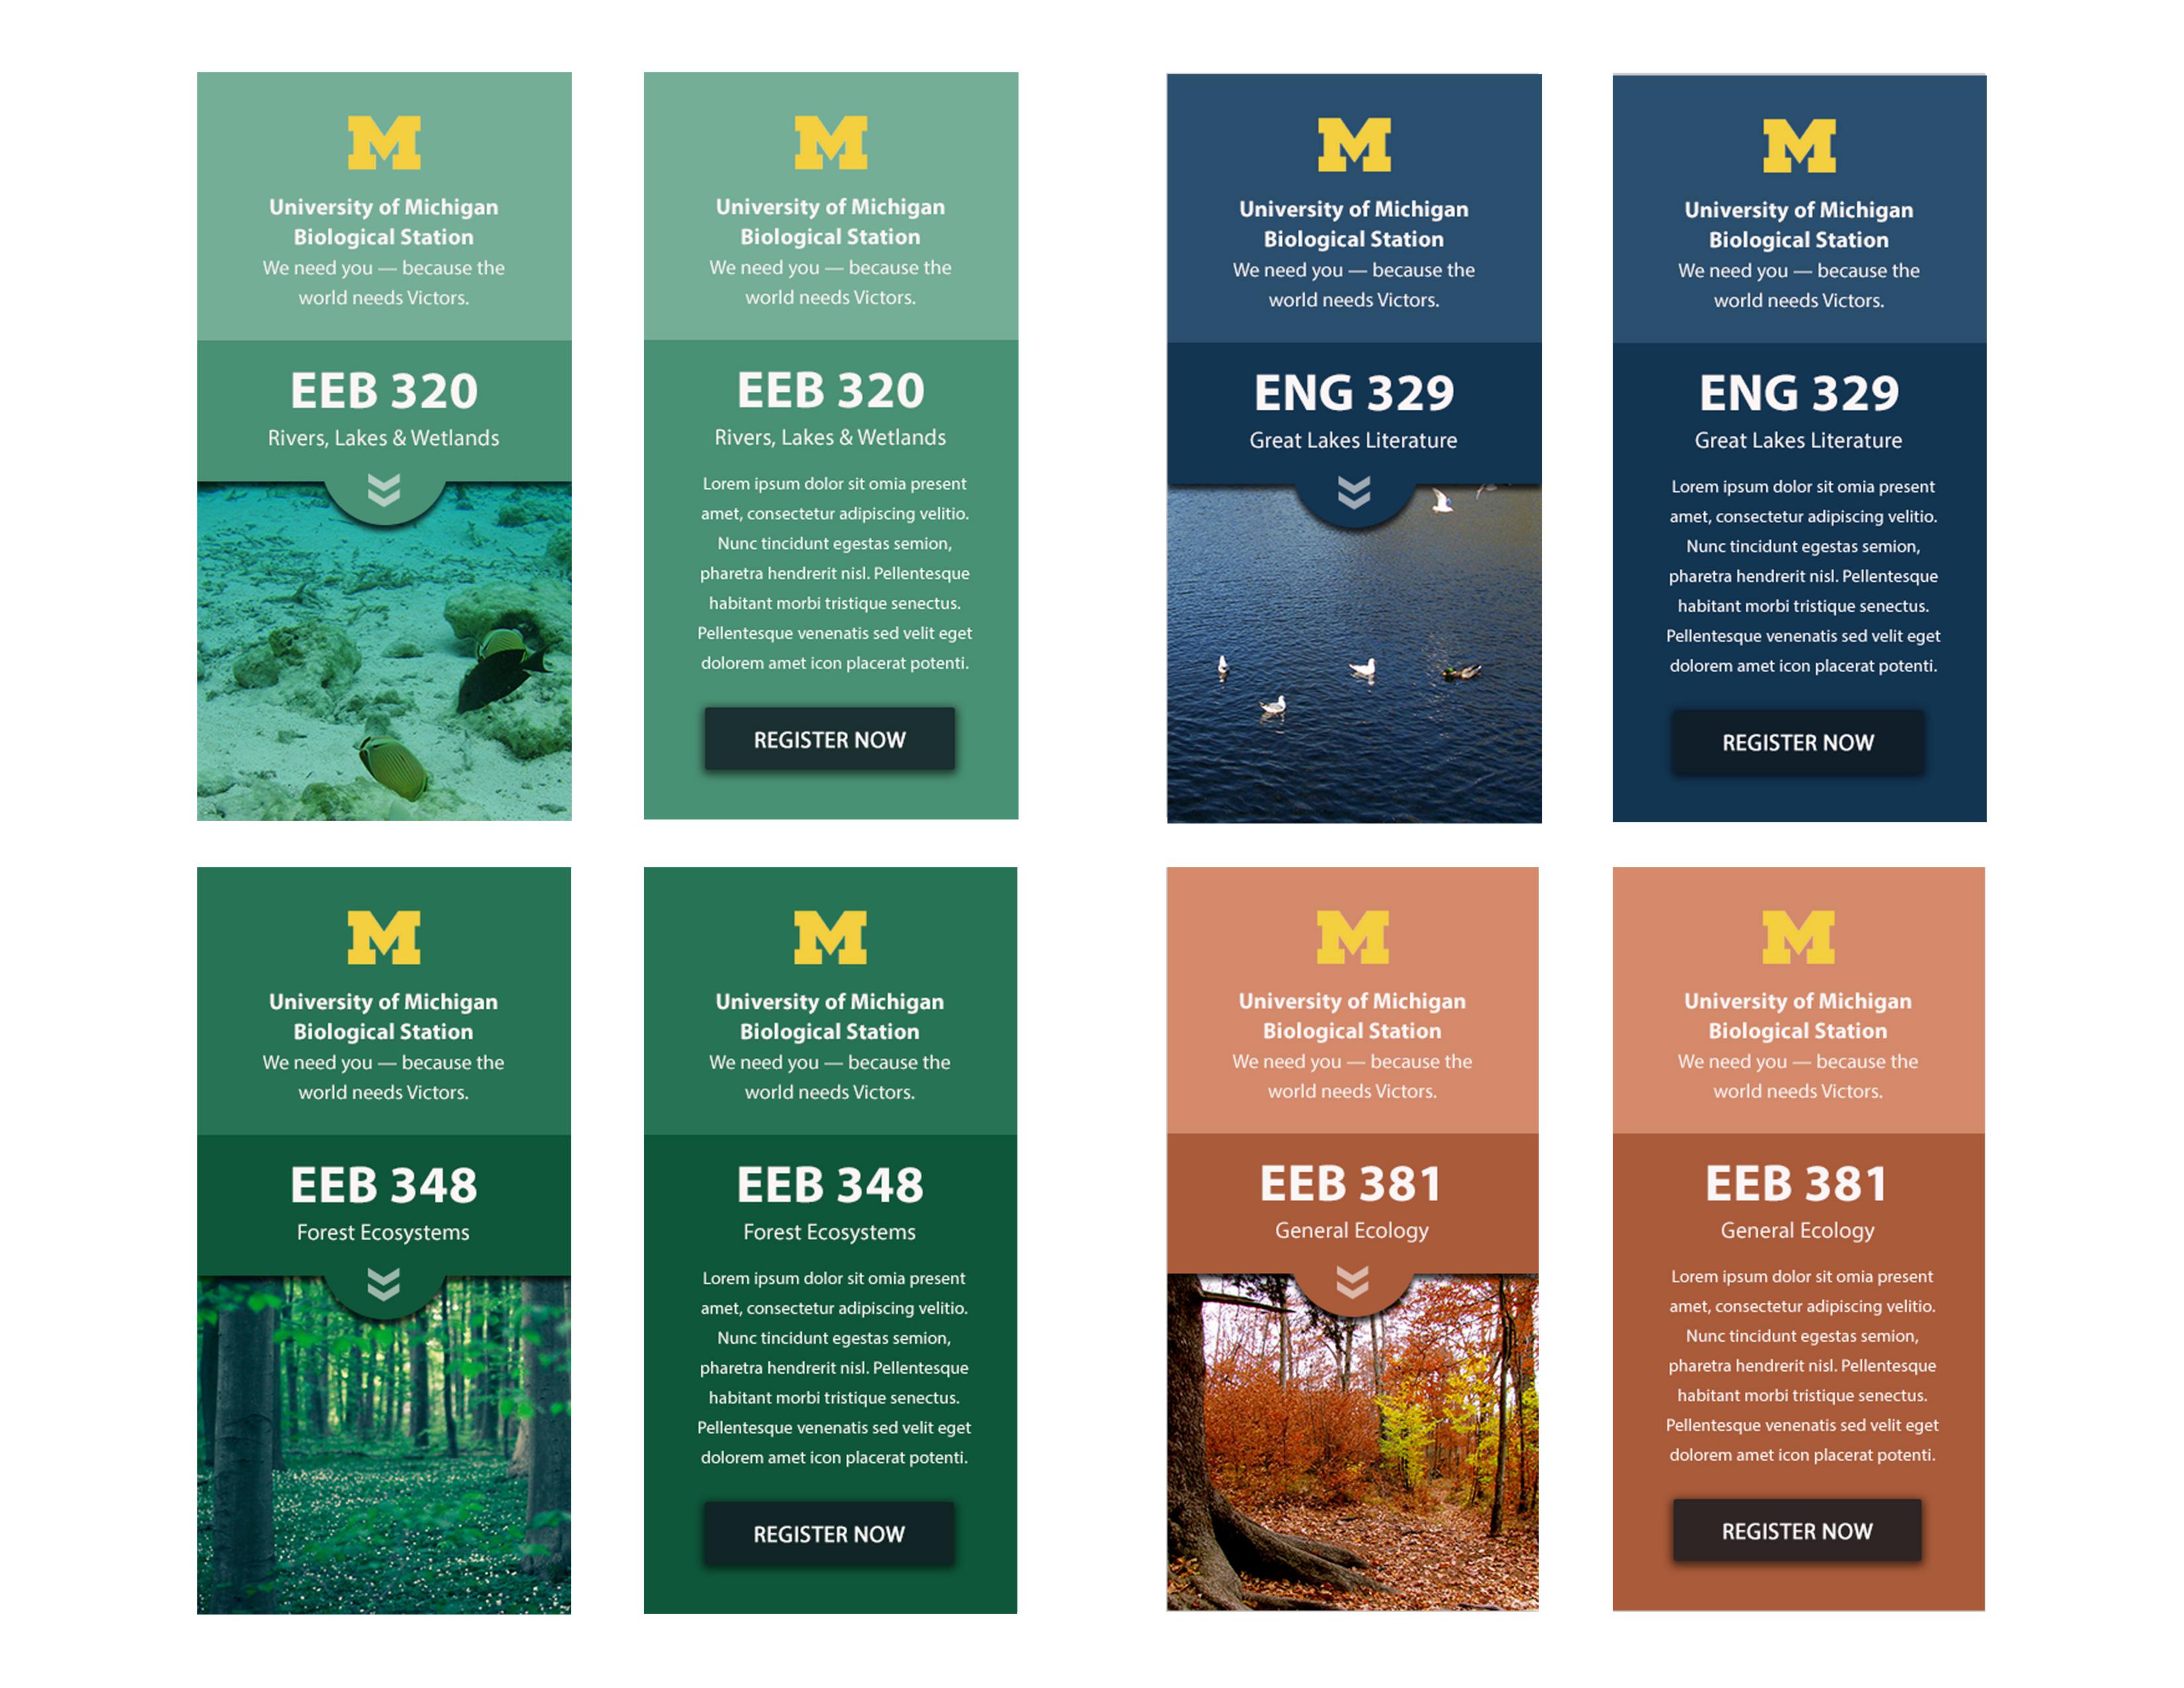 M
University of Michigan
Biological Station
We need you — because the
world needs Victors.
EEB 320
Rivers, Lakes & Wetlands
M
University of Michigan
Biological Station
We need you — because the
world needs Victors.
EEB 320
Rivers, Lakes & Wetlands
Lorem ipsum dolor sit omia present
amet, consectetur adipiscing velitio.
Nunc tincidunt egestas semion,
pharetra hendrerit nisl. Pellentesque
habitant morbi tristique senectus.
Pellentesque venenatis sed velit eget
dolorem amet icon placerat potenti.
REGISTER NOW
M
University of Michigan
Biological Station
We need you — because the
world needs Victors.
ENG 329
Great Lakes Literature
M
University of Michigan
Biological Station
We need you — because the
world needs Victors.
ENG 329
Great Lakes Literature
Lorem ipsum dolor sit omia present
amet, consectetur adipiscing velitio.
Nunc tincidunt egestas semion,
pharetra hendrerit nisl. Pellentesque
habitant morbi tristique senectus.
Pellentesque venenatis sed velit eget
dolorem amet icon placerat potenti.
REGISTER NOW
M
University of Michigan
Biological Station
We need you — because the
world needs Victors.
EEB 348
Forest Ecosystems
M
University of Michigan
Biological Station
We need you — because the
world needs Victors.
EEB 348
Forest Ecosystems
Lorem ipsum dolor sit omia present
amet, consectetur adipiscing velitio.
Nunc tincidunt egestas semion,
pharetra hendrerit nisl. Pellentesque
habitant morbi tristique senectus.
Pellentesque venenatis sed velit eget
dolorem amet icon placerat potenti.
REGISTER NOW
M
University of Michigan
Biological Station
We need you — because the
world needs Victors.
EEB 381
General Ecology
M
University of Michigan
Biological Station
We need you — because the
world needs Victors.
EEB 381
General Ecology
Lorem ipsum dolor sit omia present
amet, consectetur adipiscing velitio.
Nunc tincidunt egestas semion,
pharetra hendrerit nisl. Pellentesque
habitant morbi tristique senectus.
Pellentesque venenatis sed velit eget
dolorem amet icon placerat potenti.
REGISTER NOW